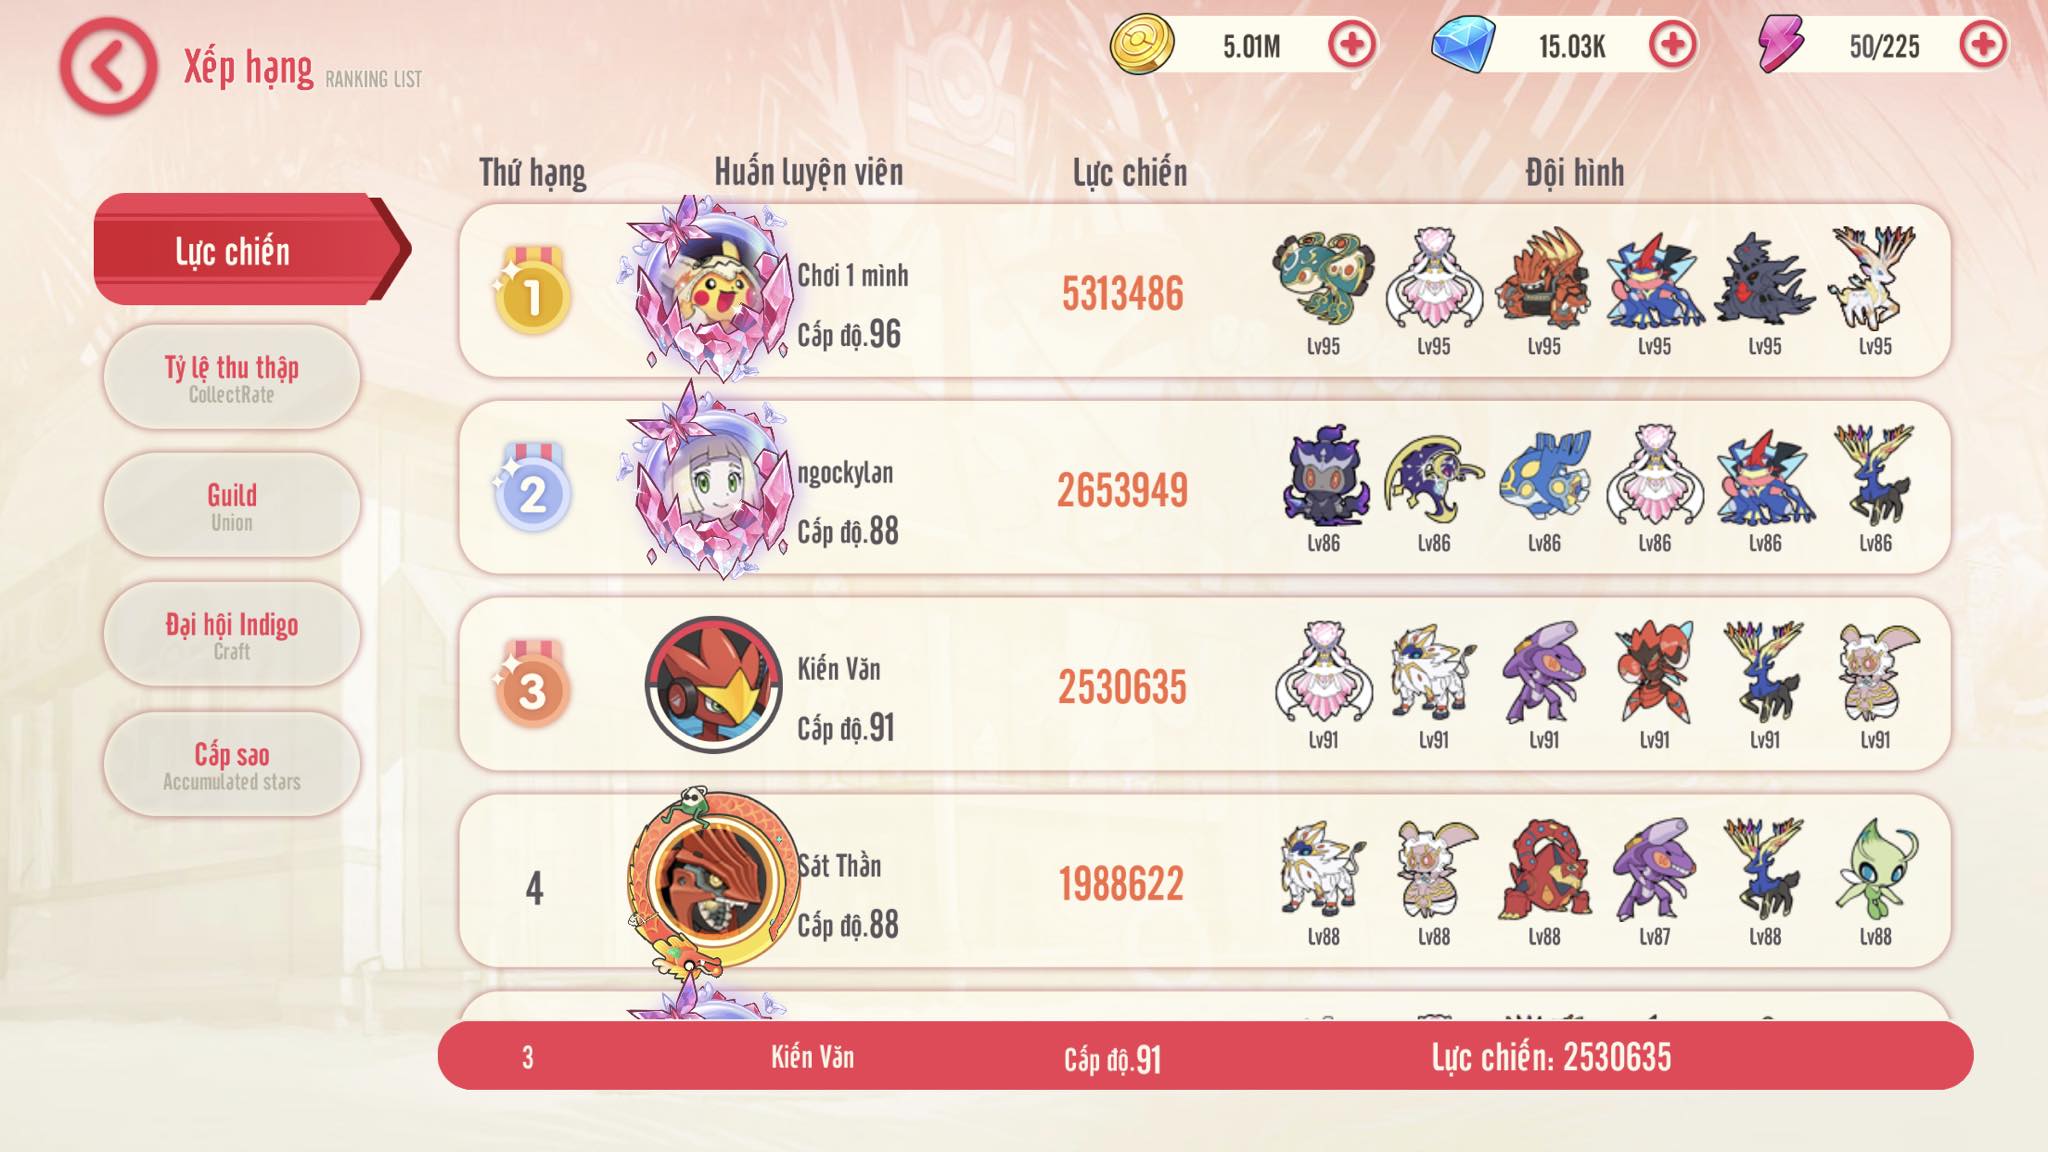 Xếp hạng RANKING LIST
5.01M
15.03K
50/225
Thứ hạng Huấn luyện viên Lực chiến Đội hình
Lực chiến
Tỷ lệ thu thập
CollectRate
Guild
Union
Đại hội Indigo
Craft
Cấp sao
Accumulated stars
1
Chơi 1 mình
Cấp độ.96
5313486
Lv95 Lv95 Lv95 Lv95 Lv95 Lv95
2
ngockylan
Cấp độ.88
2653949
Lv86 Lv86 Lv86 Lv86 Lv86 Lv86
3
Kiến Văn
Cấp độ.91
2530635
Lv91 Lv91 Lv91 Lv91 Lv91 Lv91
4
Sát Thần
Cấp độ.88
1988622
Lv88 Lv88 Lv88 Lv87 Lv88 Lv88
3 Kiến Văn Cấp độ.91 Lực chiến: 2530635